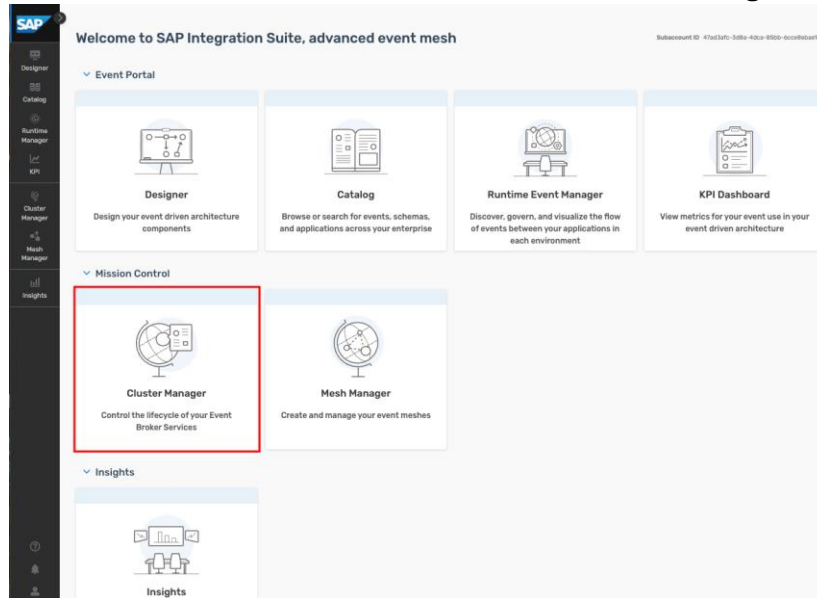 SAP
Welcome to SAP Integration Suite, advanced event mesh
Subaccount ID
Designer
Catalog
Runtime
Manager
KPI
Cluster
Manager
Mesh
Manager
Insights
Event Portal
Designer
Design your event driven architecture
components
Catalog
Browse or search for events, schemas,
and applications across your enterprise
Runtime Event Manager
Discover, govern, and visualize the flow
of events between your applications in
each environment
KPI Dashboard
View metrics for your event use in your
event driven architecture
Mission Control
Cluster Manager
Control the lifecycle of your Event
Broker Services
Mesh Manager
Create and manage your event meshes
Insights
Insights